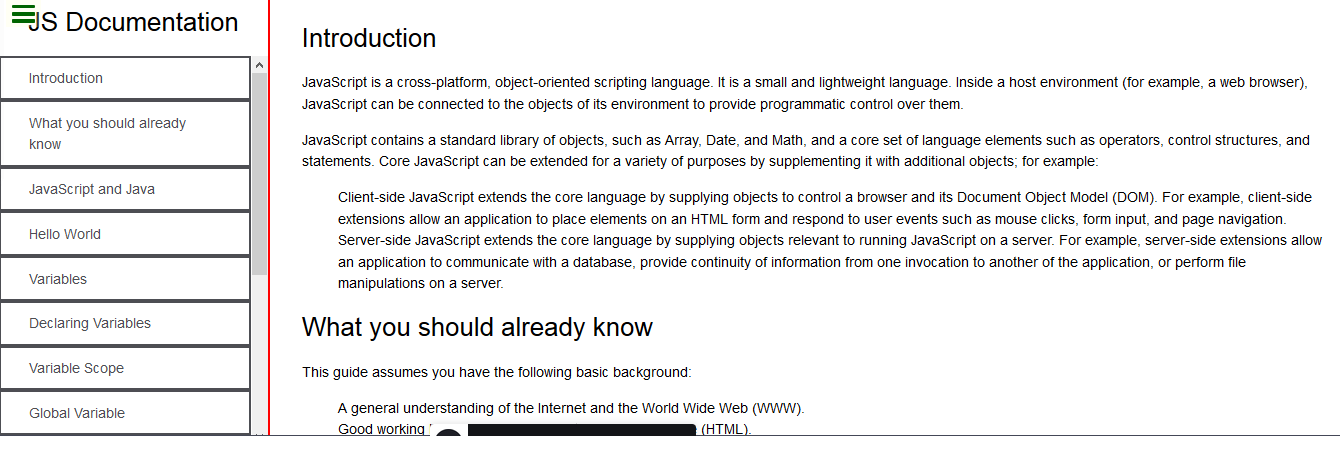 JS Documentation
Introduction
What you should already
know
JavaScript and Java
Hello World
Variables
Declaring Variables
Variable Scope
Global Variable
Introduction
JavaScript is a cross-platform, object-oriented scripting language. It is a small and lightweight language. Inside a host environment (for example, a web browser),
JavaScript can be connected to the objects of its environment to provide programmatic control over them.
JavaScript contains a standard library of objects, such as Array, Date, and Math, and a core set of language elements such as operators, control structures, and
statements. Core JavaScript can be extended for a variety of purposes by supplementing it with additional objects; for example:
Client-side JavaScript extends the core language by supplying objects to control a browser and its Document Object Model (DOM). For example, client-side
extensions allow an application to place elements on an HTML form and respond to user events such as mouse clicks, form input, and page navigation.
Server-side JavaScript extends the core language by supplying objects relevant to running JavaScript on a server. For example, server-side extensions allow
an application to communicate with a database, provide continuity of information from one invocation to another of the application, or perform file
manipulations on a server.
What you should already know
This guide assumes you have the following basic background:
A general understanding of the Internet and the World Wide Web (WWW).
Good working (HTML).